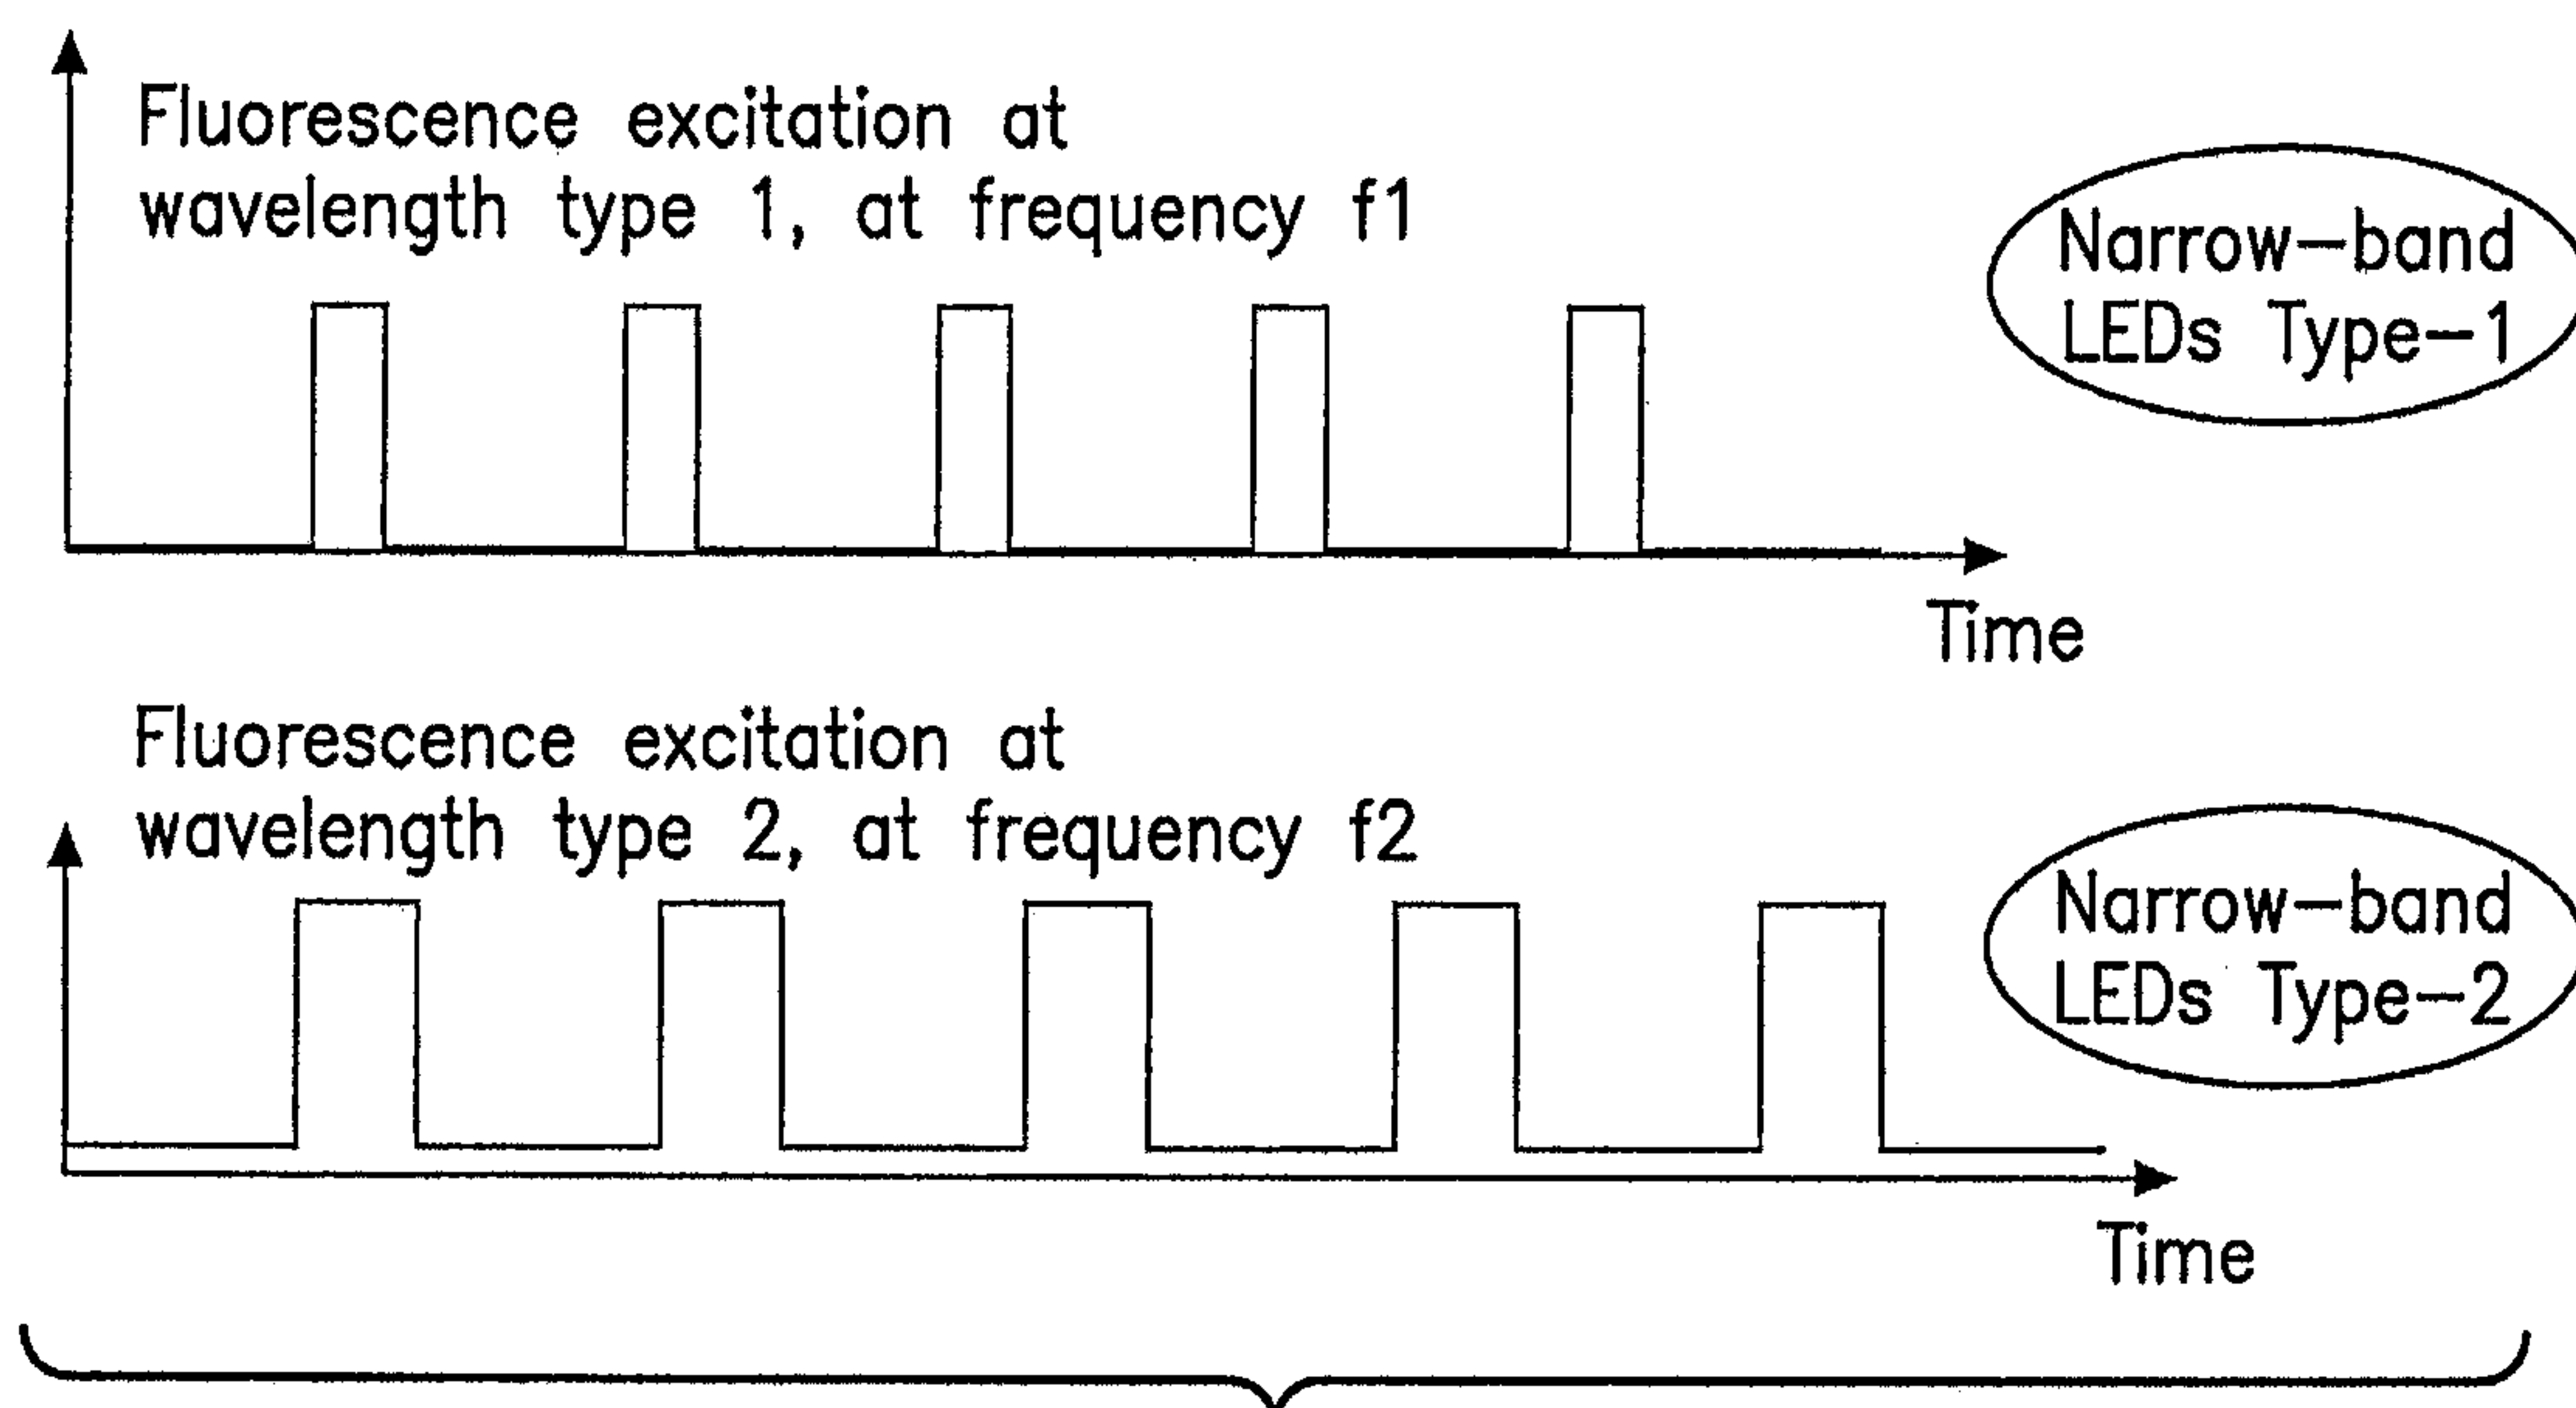 Fluorescence excitation at
wavelength type 1, at frequency f1
Narrow-band
LEDs Type-1
Time
Fluorescence excitation at
wavelength type 2, at frequency f2
Narrow-band
LEDs Type-2
Time